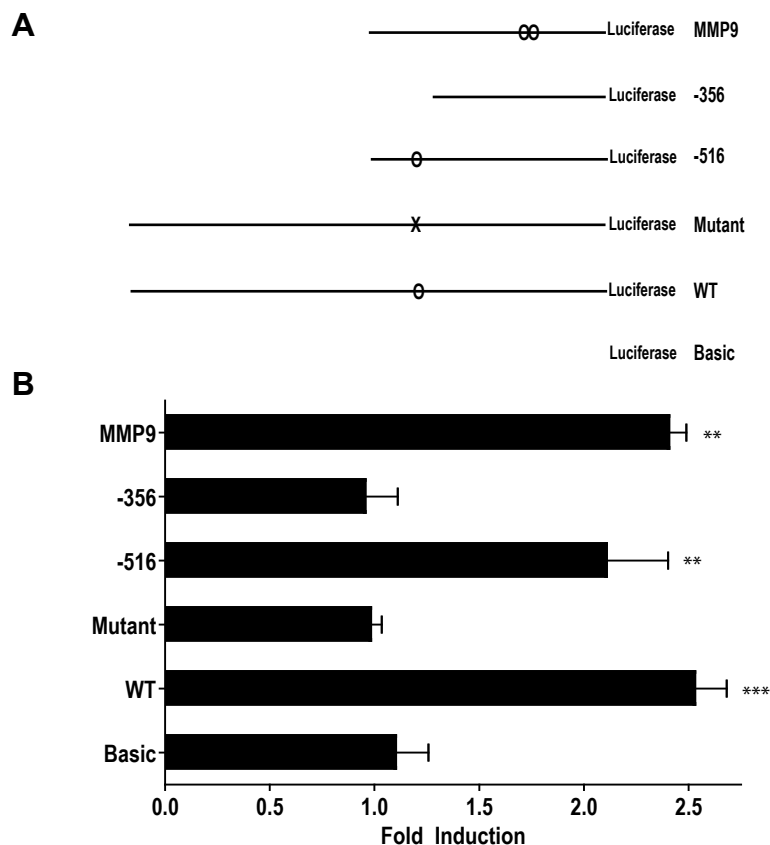 A
Luciferase MMP9
Luciferase -356
O Luciferase -516
X Luciferase Mutant
O Luciferase WT
Luciferase Basic
B
MMP9 **
-356
-516 **
Mutant
WT ***
Basic
0.0 0.5 1.0 1.5 2.0 2.5
Fold Induction